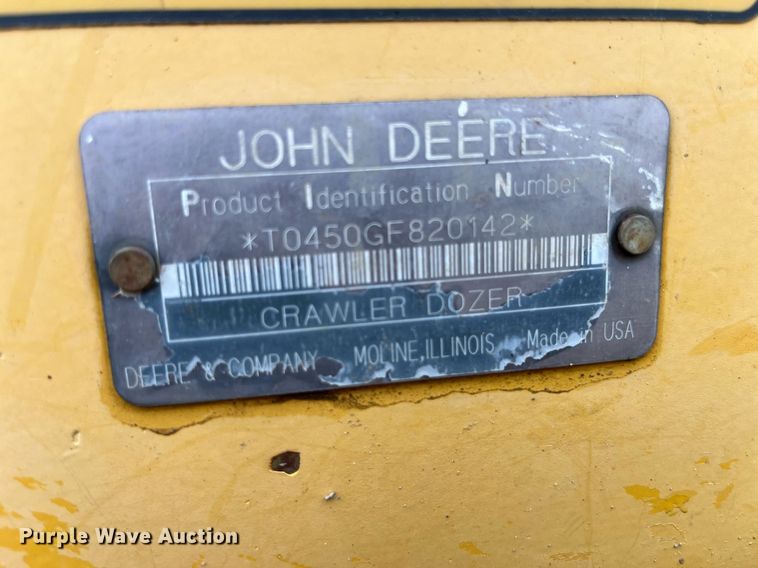 JOHN DEERE
Product Identification Number
*T0450GF820142*
CRAWLER DOZER
DEERE & COMPANY MOLINE, ILLINOIS Made in USA
Purple Wave Auction